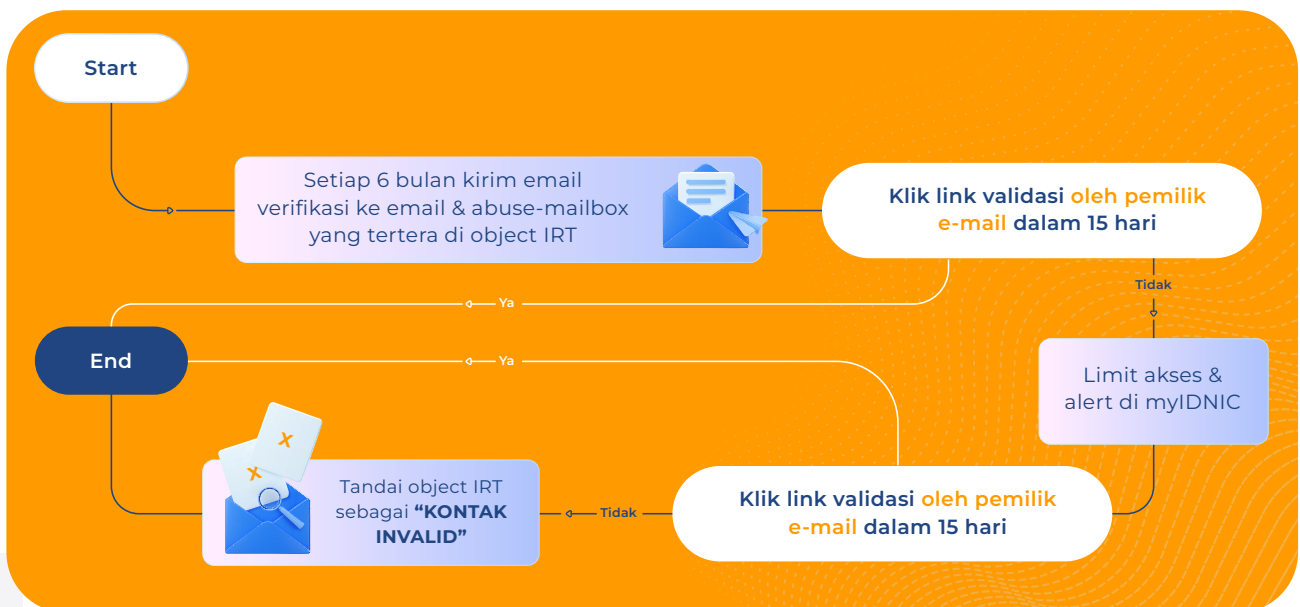 Start
Setiap 6 bulan kirim email
verifikasi ke email & abuse-mailbox
yang tertera di object IRT
Klik link validasi oleh pemilik
e-mail dalam 15 hari
Tidak
Ya
End
Ya
Limit akses &
alert di myIDNIC
X
X
Tandai object IRT
sebagai “KONTAK
INVALID”
Tidak
Klik link validasi oleh pemilik
e-mail dalam 15 hari